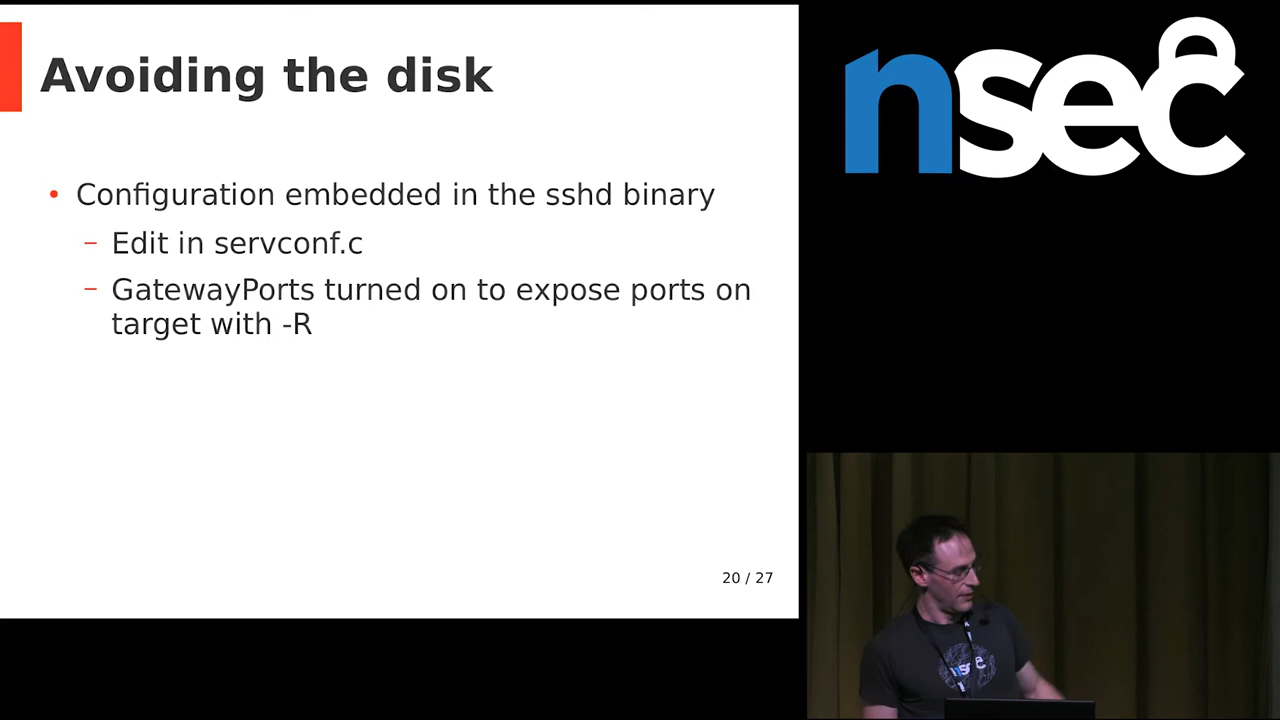 Avoiding the disk
nsec
• Configuration embedded in the sshd binary
– Edit in servconf.c
– GatewayPorts turned on to expose ports on
target with -R
20 / 27
nsec